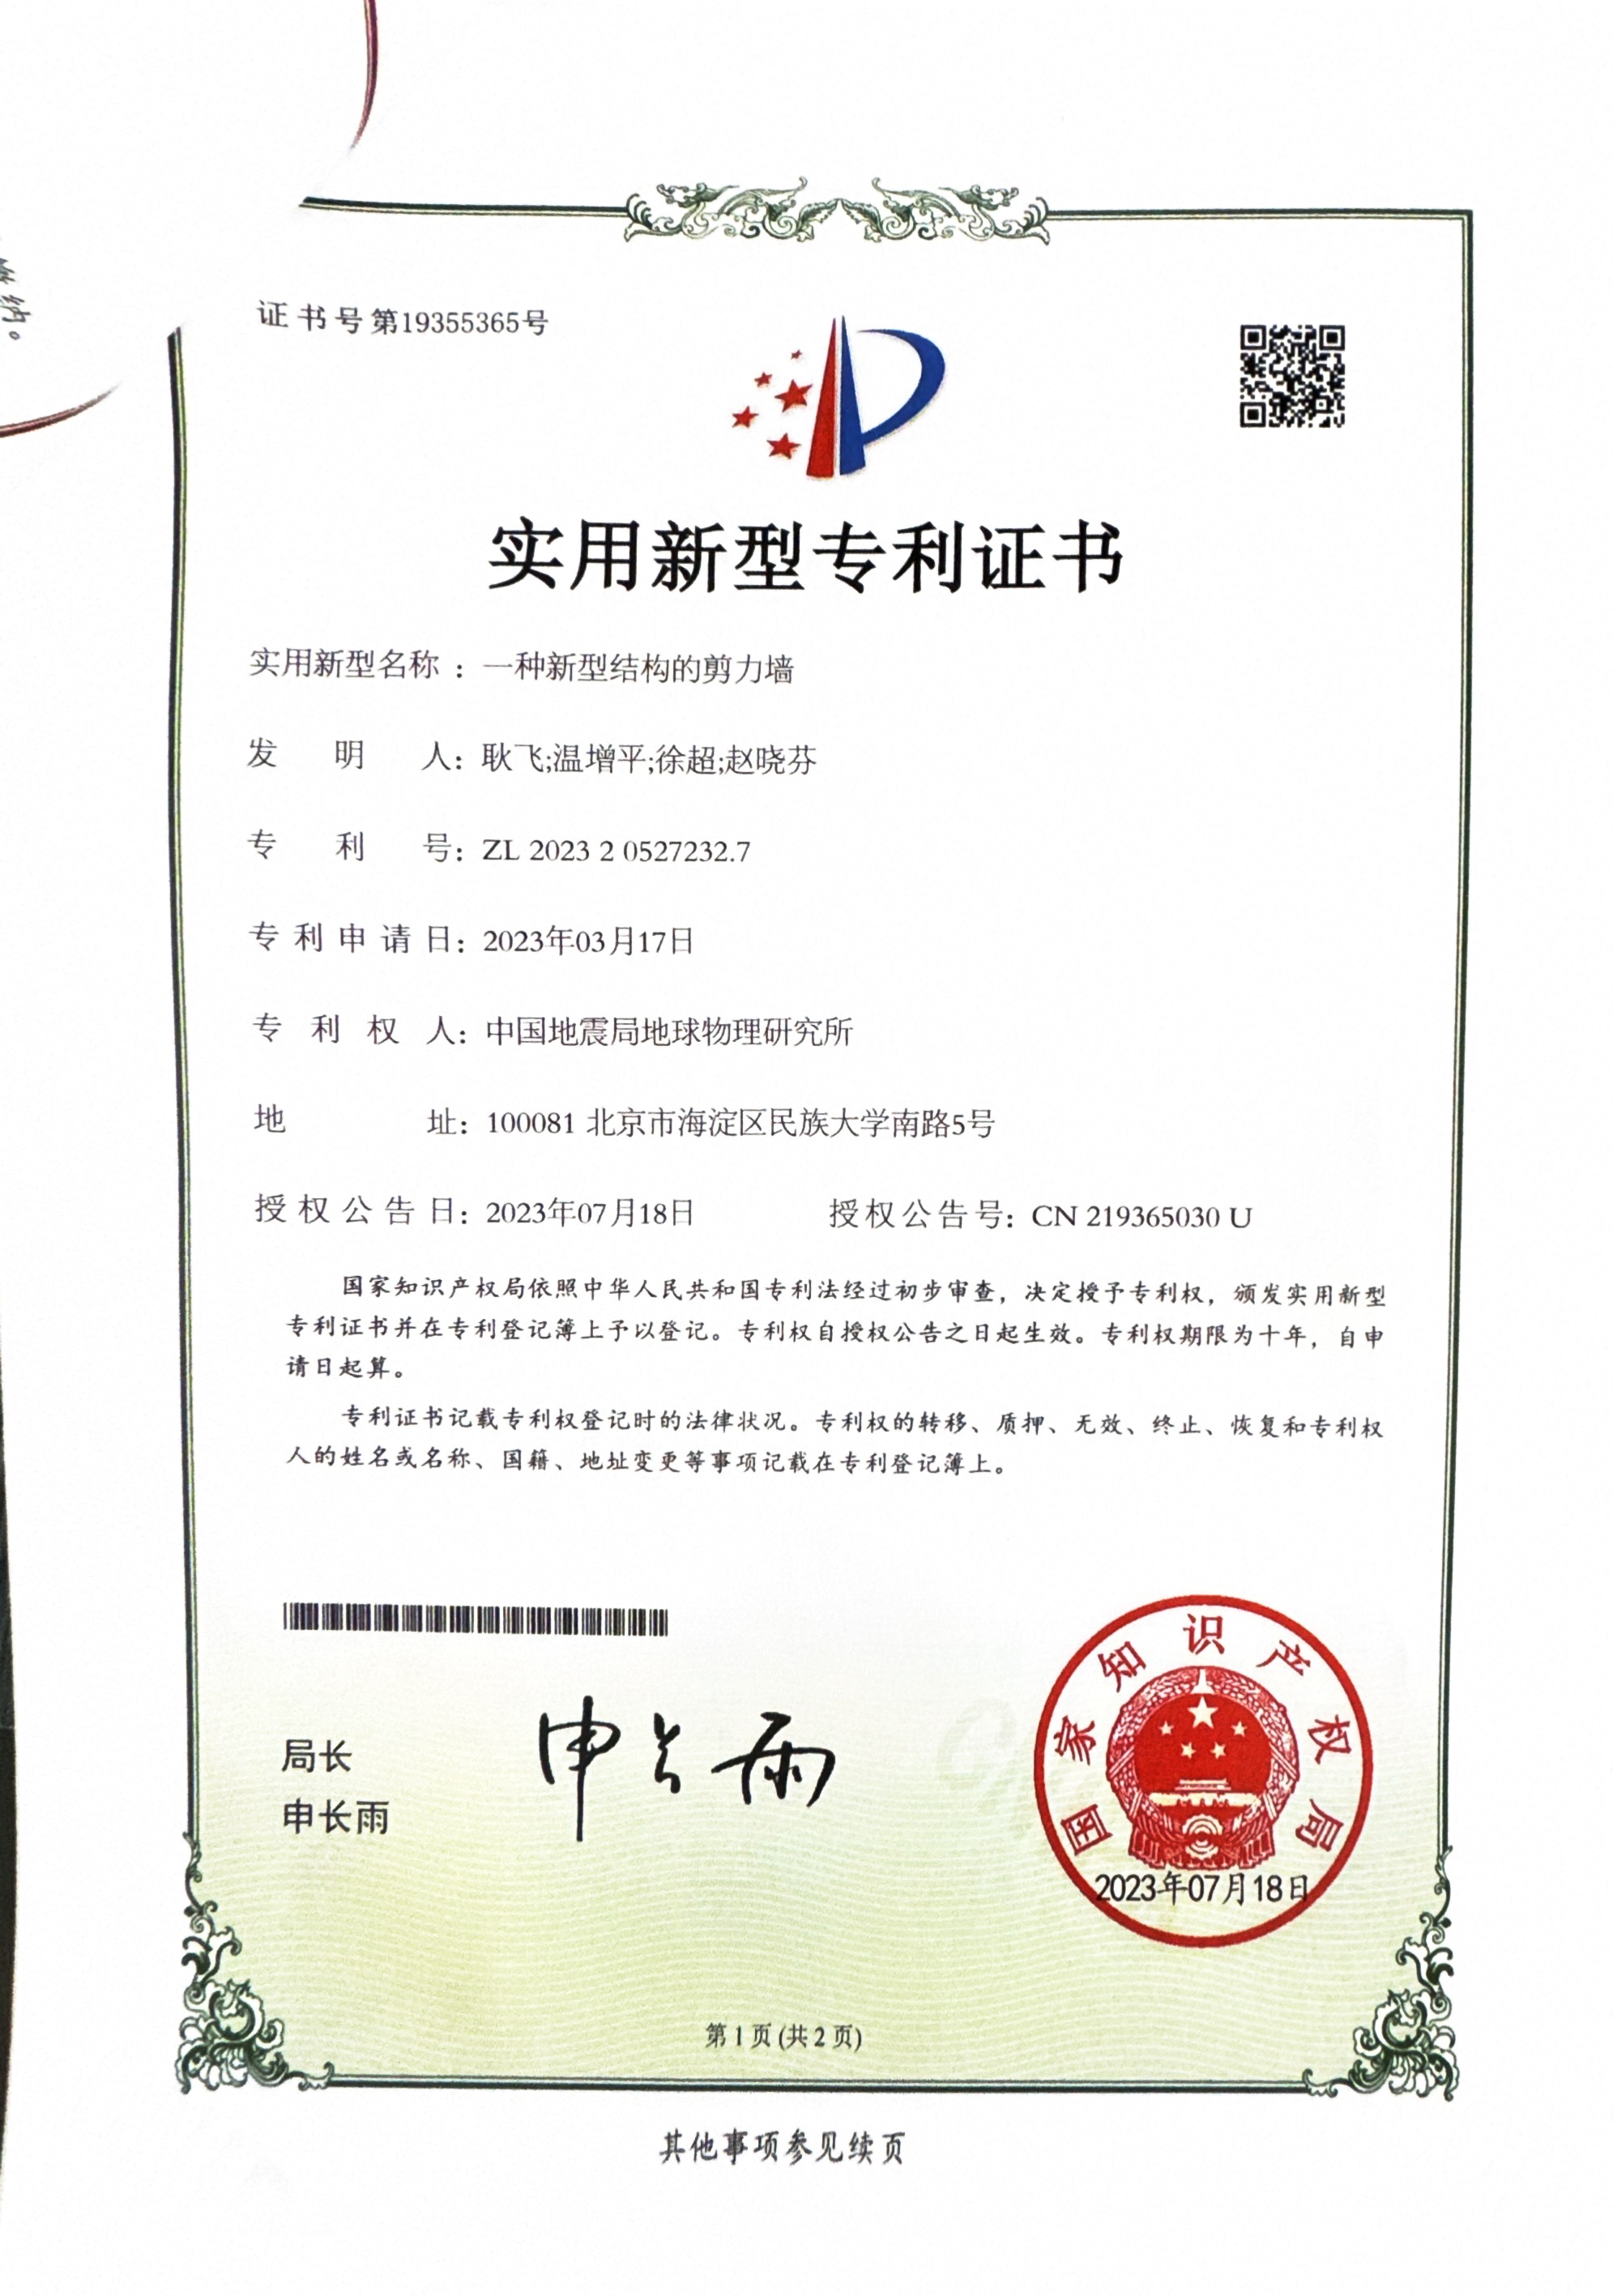 证书号第19355365号
实用新型专利证书
实用新型名称：一种新型结构的剪力墙
发明人：耿飞;温增平;徐超;赵晓芬
专利号：ZL 2023 2 0527232.7
专利申请日：2023年03月17日
专利权人：中国地震局地球物理研究所
地址：100081 北京市海淀区民族大学南路5号
授权公告日：2023年07月18日 授权公告号：CN 219365030 U
国家知识产权局依照中华人民共和国专利法经过初步审查，决定授予专利权，颁发实用新型
专利证书并在专利登记簿上予以登记。专利权自授权公告之日起生效。专利权期限为十年，自申
请日起算。
专利证书记载专利权登记时的法律状况。专利权的转移、质押、无效、终止、恢复和专利权
人的姓名或名称、国籍、地址变更等事项记载在专利登记簿上。
局长
申长雨
申长雨
国家知识产权局
2023年07月18日
第 1 页 (共 2 页)
其他事项参见续页